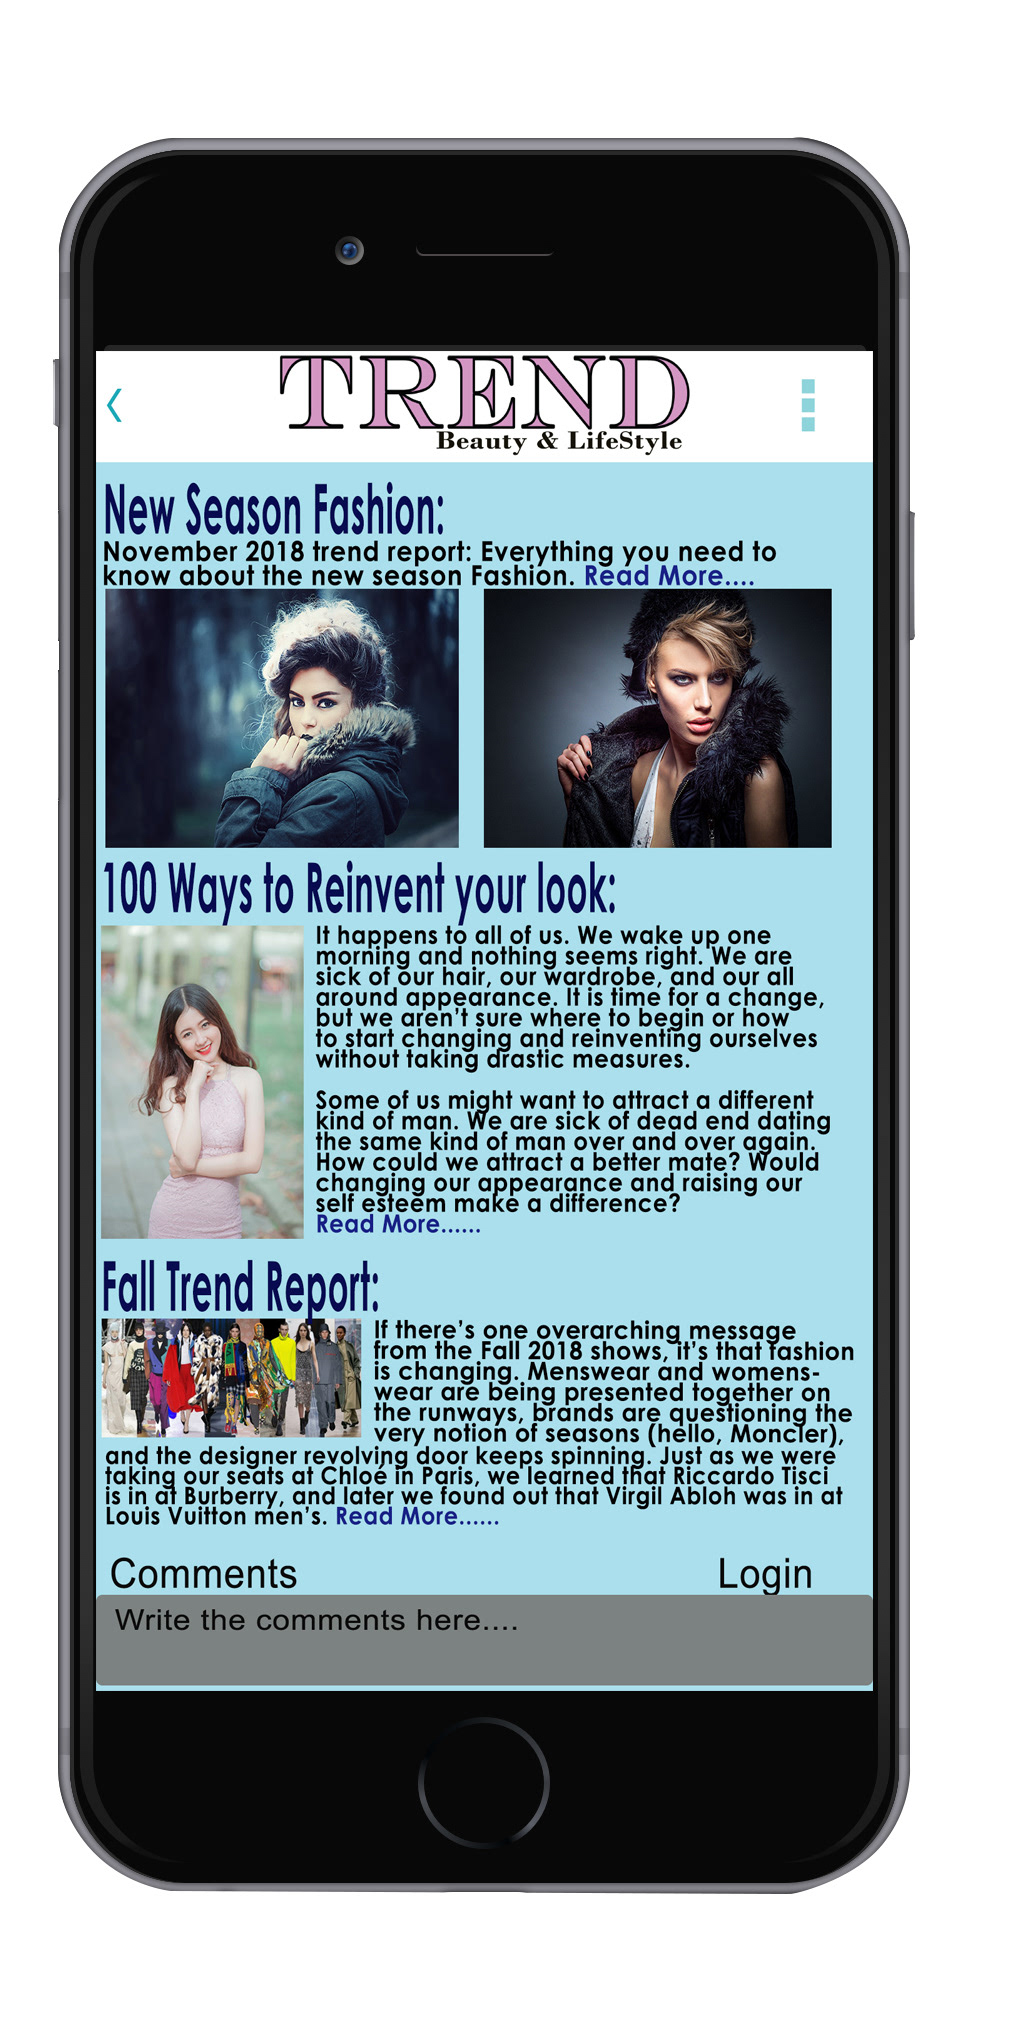 TREND
Beauty & LifeStyle
New Season Fashion:
November 2018 trend report: Everything you need to
know about the new season Fashion. Read More....
100 Ways to Reinvent your look:
It happens to all of us. We wake up one
morning and nothing seems right. We are
sick of our hair, our wardrobe, and our all
around appearance. It is time for a change,
but we aren't sure where to begin or how
to start changing and reinventing ourselves
without taking drastic measures.
Some of us might want to attract a different
kind of man. We are sick of dead end dating
the same kind of man over and over again.
How could we attract a better mate? Would
changing our appearance and raising our
self esteem make a difference?
Read More......
Fall Trend Report:
If there's one overarching message
from the Fall 2018 shows, it's that fashion
is changing. Menswear and womens-
wear are being presented together on
the runways, brands are questioning the
very notion of seasons (hello, Moncler),
and the designer revolving door keeps spinning. Just as we were
taking our seats at Chloé in Paris, we learned that Riccardo Tisci
is in at Burberry, and later we found out that Virgil Abloh was in at
Louis Vuitton men's. Read More......
Comments Login
Write the comments here....